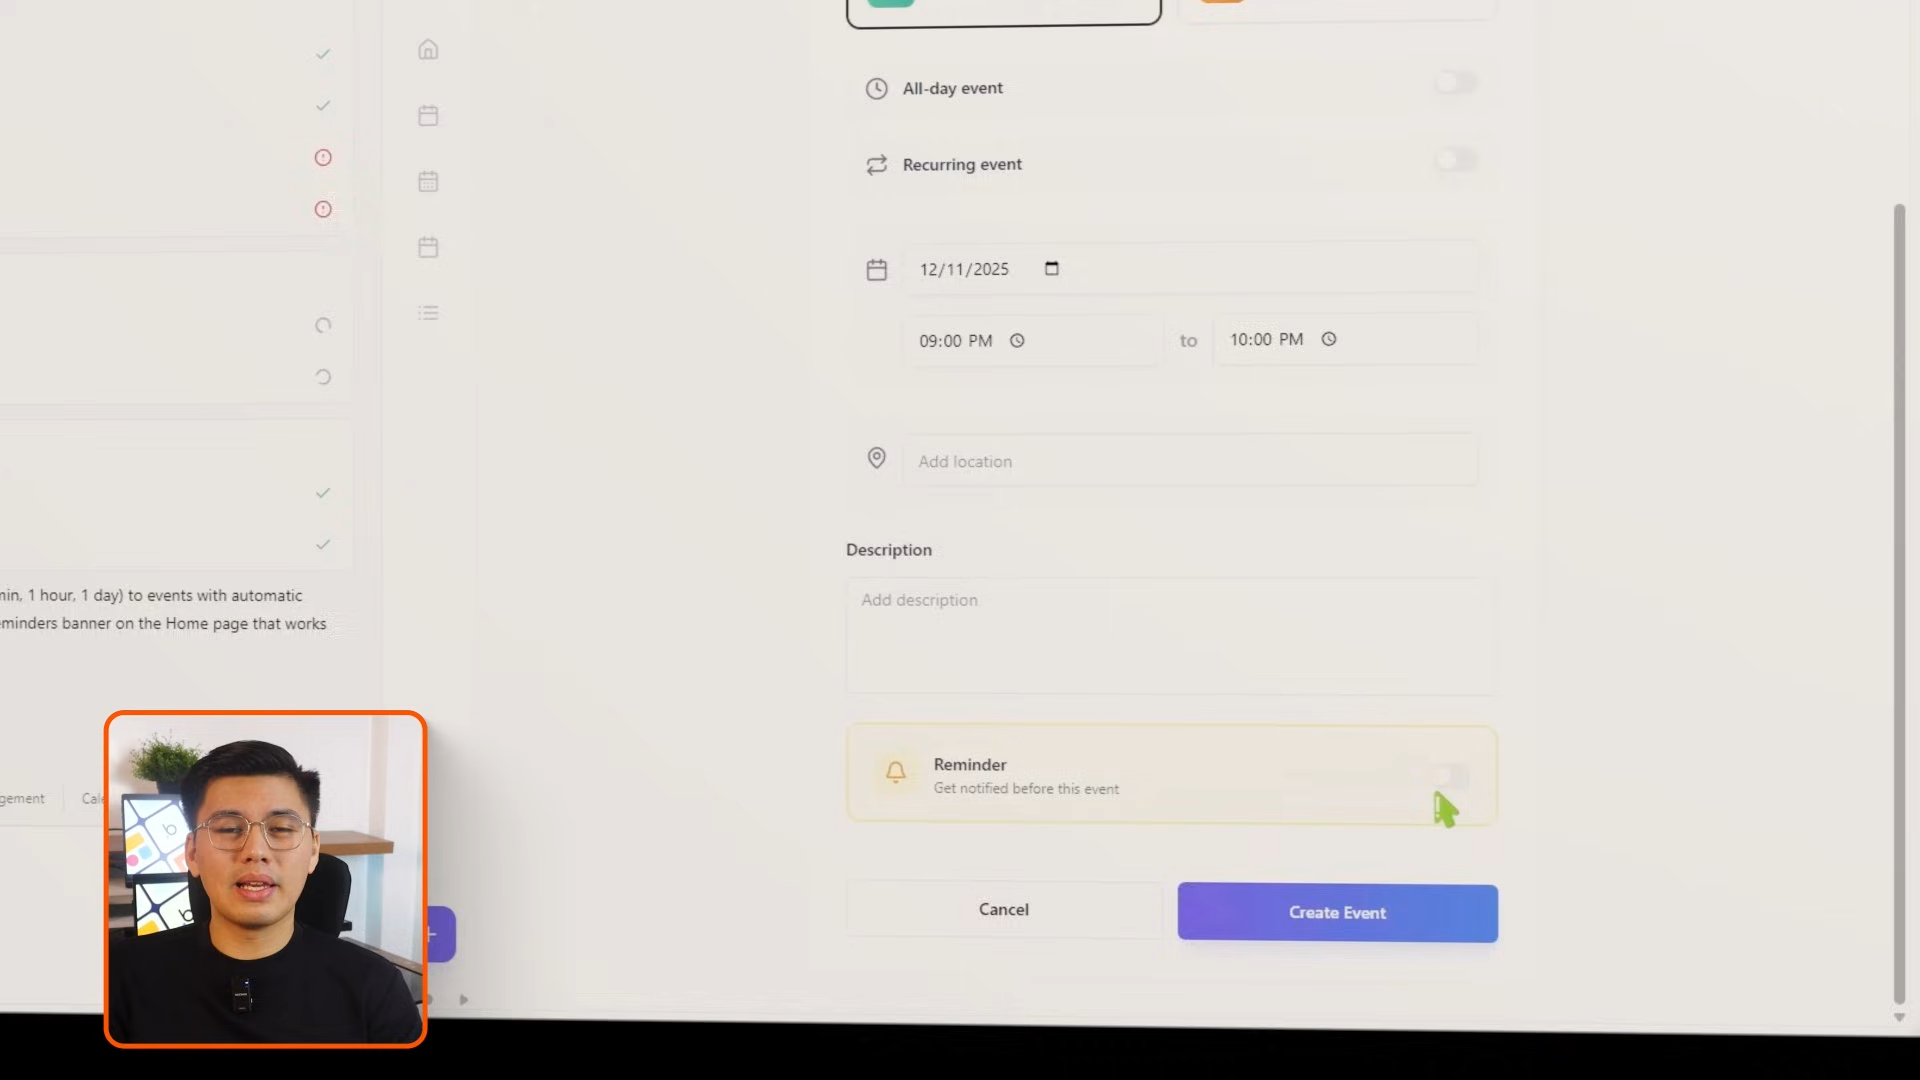 All-day event
Recurring event
12/11/2025
09:00 PM to 10:00 PM
Add location
Description
Add description
min, 1 hour, 1 day) to events with automatic
eminders banner on the Home page that works
Reminder
Get notified before this event
gement
Cale
Cancel
Create Event